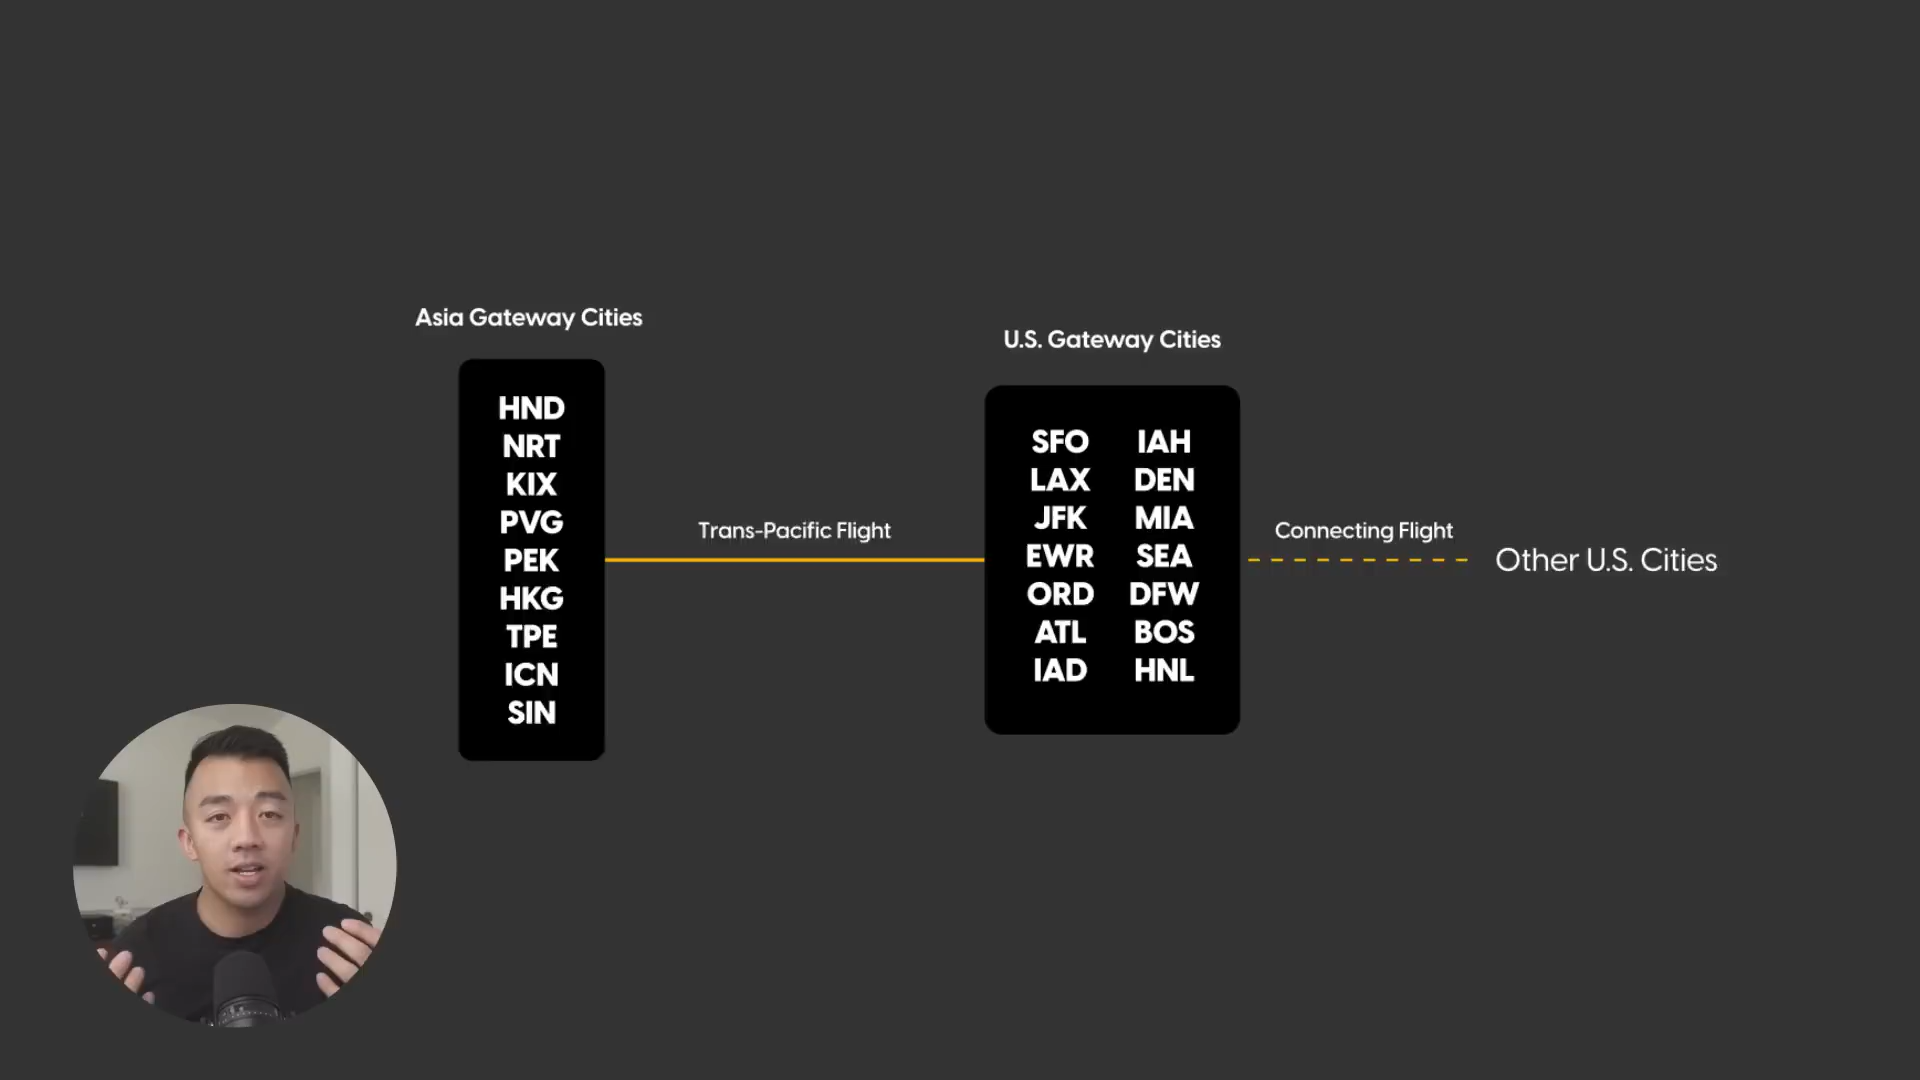 Asia Gateway Cities
HND
NRT
KIX
PVG
PEK
HKG
TPE
ICN
SIN
Trans-Pacific Flight
U.S. Gateway Cities
SFO IAH
LAX DEN
JFK MIA
EWR SEA
ORD DFW
ATL BOS
IAD HNL
Connecting Flight
Other U.S. Cities